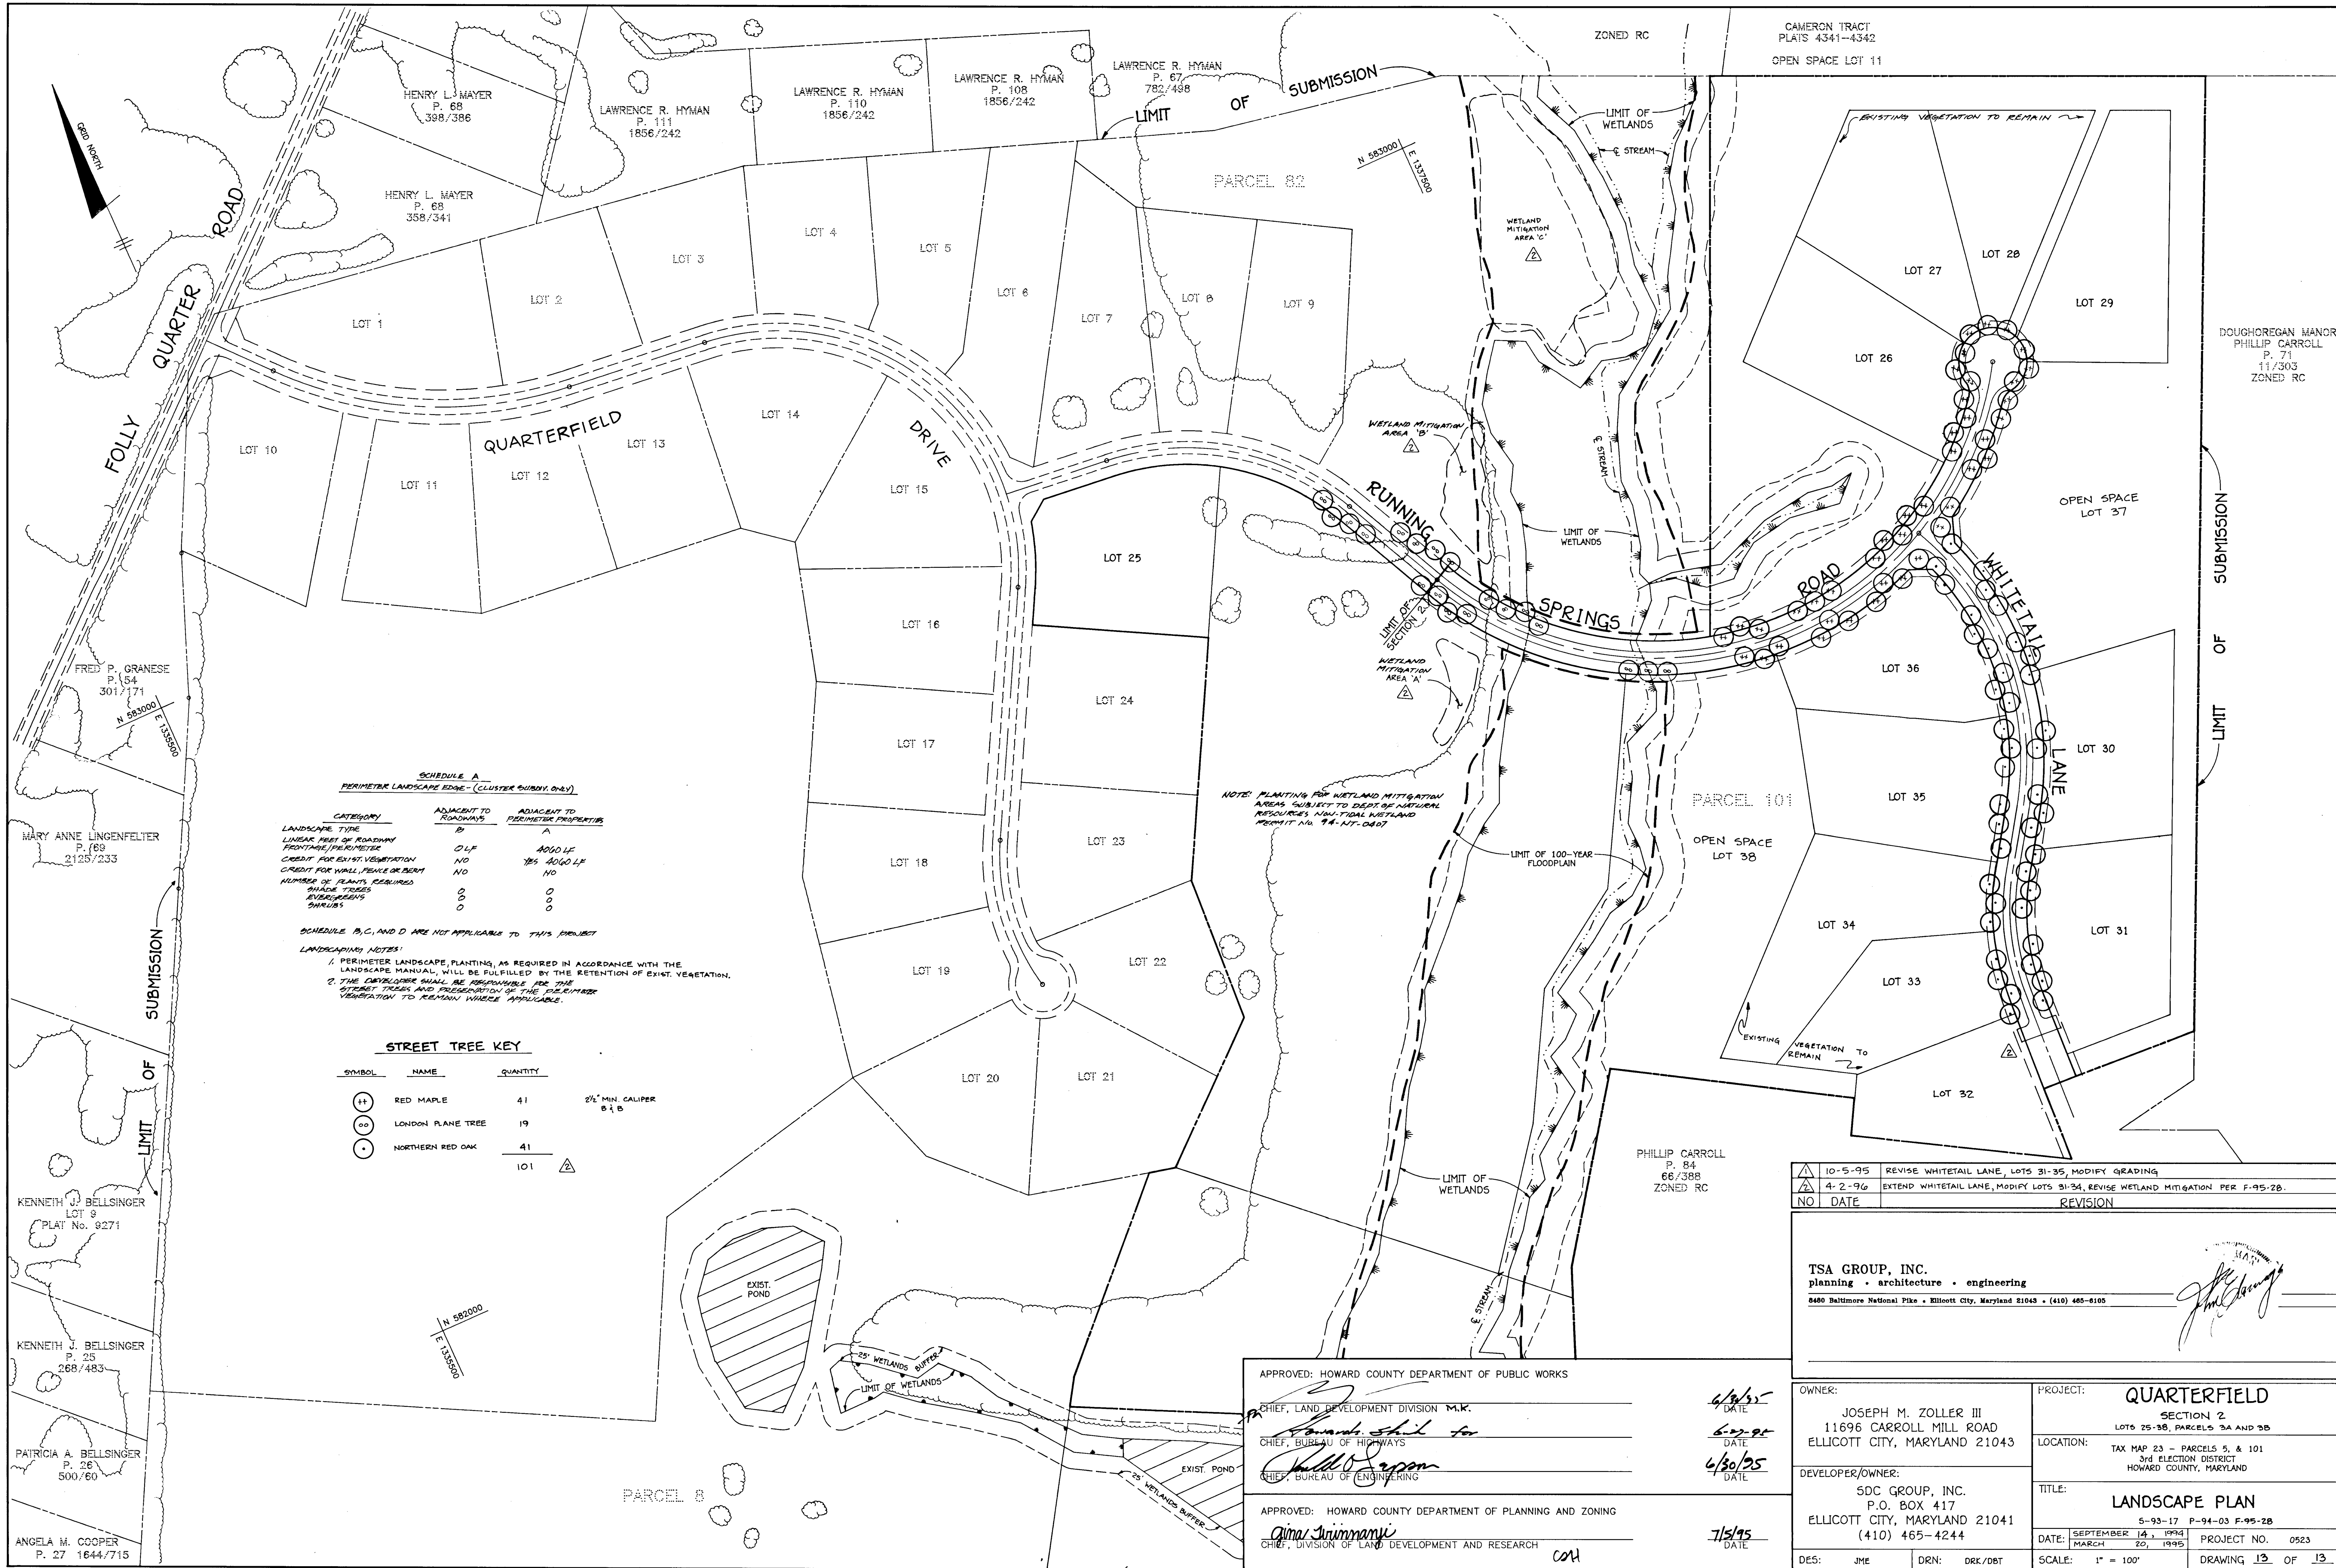 CAMERON TRACT
PLATS 4341-4342
OPEN SPACE LOT 11
ZONED RC
GRID NORTH
HENRY L. MAYER
P. 68
398/386
LAWRENCE R. HYMAN
P. 111
1856/242
LAWRENCE R. HYMAN
P. 110
1856/242
LAWRENCE R. HYMAN
P. 108
1856/242
LAWRENCE R. HYMAN
P. 67
782/498
LIMIT OF SUBMISSION
HENRY L. MAYER
P. 68
358/341
FOLLY QUARTER ROAD
PARCEL 82
N 583000
E 1337500
WETLAND
MITIGATION
AREA 'C'
2
LIMIT OF
WETLANDS
℄ STREAM
EXISTING VEGETATION TO REMAIN
LOT 1
LOT 2
LOT 3
LOT 4
LOT 5
LOT 6
LOT 7
LOT 8
LOT 9
LOT 26
LOT 27
LOT 28
LOT 29
DOUGHOREGAN MANOR
PHILLIP CARROLL
P. 71
11/303
ZONED RC
QUARTERFIELD DRIVE
LOT 10
LOT 11
LOT 12
LOT 13
LOT 14
LOT 15
LOT 16
LOT 17
LOT 18
LOT 19
LOT 20
LOT 21
LOT 22
LOT 23
LOT 24
LOT 25
WETLAND MITIGATION
AREA 'B'
2
℄ STREAM
LIMIT OF
WETLANDS
RUNNING SPRINGS ROAD
LIMIT OF
SECTION 2
WETLAND
MITIGATION
AREA 'A'
2
OPEN SPACE
LOT 37
WHITETAIL LANE
LIMIT OF SUBMISSION
LOT 36
LOT 30
LOT 35
LOT 34
LOT 31
LOT 33
LOT 32
2
EXISTING VEGETATION TO
REMAIN
PARCEL 101
OPEN SPACE
LOT 38
NOTE: PLANTING FOR WETLAND MITIGATION
AREAS SUBJECT TO DEPT. OF NATURAL
RESOURCES NON-TIDAL WETLAND
PERMIT No. 94-NT-0407
LIMIT OF 100-YEAR
FLOODPLAIN
LIMIT OF
WETLANDS
℄ STREAM
PHILLIP CARROLL
P. 84
66/388
ZONED RC
FRED P. GRANESE
P. 54
301/171
N 583000
E 1335500
MARY ANNE LINGENFELTER
P. 69
2125/233
LIMIT OF SUBMISSION
KENNETH J. BELLSINGER
LOT 9
PLAT No. 9271
KENNETH J. BELLSINGER
P. 25
268/483
PATRICIA A. BELLSINGER
P. 26
500/60
ANGELA M. COOPER
P. 27 1644/715
SCHEDULE A
PERIMETER LANDSCAPE EDGE - (CLUSTER SUBDIV. ONLY)
CATEGORY ADJACENT TO ROADWAYS ADJACENT TO PERIMETER PROPERTIES
LANDSCAPE TYPE B A
LINEAR FEET OF ROADWAY
FRONTAGE/PERIMETER 0 LF 4060 LF
CREDIT FOR EXIST. VEGETATION NO YES 4060 LF
CREDIT FOR WALL, FENCE OR BERM NO NO
NUMBER OF PLANTS REQUIRED
SHADE TREES 0 0
EVERGREENS 0 0
SHRUBS 0 0
SCHEDULE B, C, AND D ARE NOT APPLICABLE TO THIS PROJECT
LANDSCAPING NOTES:
1. PERIMETER LANDSCAPE, PLANTING, AS REQUIRED IN ACCORDANCE WITH THE
LANDSCAPE MANUAL, WILL BE FULFILLED BY THE RETENTION OF EXIST. VEGETATION.
2. THE DEVELOPER SHALL BE RESPONSIBLE FOR THE
STREET TREES AND PRESERVATION OF THE PERIMETER
VEGETATION TO REMAIN WHERE APPLICABLE.
STREET TREE KEY
SYMBOL NAME QUANTITY
RED MAPLE 41 2½" MIN. CALIPER
B & B
LONDON PLANE TREE 19
NORTHERN RED OAK 41
101 2
N 582000
E 1335500
EXIST.
POND
25' WETLANDS BUFFER
LIMIT OF WETLANDS
EXIST. POND
25' WETLANDS BUFFER
PARCEL 8
1 10-5-95 REVISE WHITETAIL LANE, LOTS 31-35, MODIFY GRADING
2 4-2-96 EXTEND WHITETAIL LANE, MODIFY LOTS 31-34, REVISE WETLAND MITIGATION PER F-95-28.
NO DATE REVISION
TSA GROUP, INC.
planning • architecture • engineering
8480 Baltimore National Pike • Ellicott City, Maryland 21043 • (410) 465-6105
APPROVED: HOWARD COUNTY DEPARTMENT OF PUBLIC WORKS
CHIEF, LAND DEVELOPMENT DIVISION M.K. DATE
for 6-27-95
CHIEF, BUREAU OF HIGHWAYS DATE
6/30/95
CHIEF, BUREAU OF ENGINEERING DATE
APPROVED: HOWARD COUNTY DEPARTMENT OF PLANNING AND ZONING
7/5/95
CHIEF, DIVISION OF LAND DEVELOPMENT AND RESEARCH DATE
OWNER:
JOSEPH M. ZOLLER III
11696 CARROLL MILL ROAD
ELLICOTT CITY, MARYLAND 21043
DEVELOPER/OWNER:
SDC GROUP, INC.
P.O. BOX 417
ELLICOTT CITY, MARYLAND 21041
(410) 465-4244
DES: JME DRN: DRK/DBT
PROJECT: QUARTERFIELD
SECTION 2
LOTS 25-38, PARCELS 3A AND 3B
LOCATION: TAX MAP 23 - PARCELS 5, & 101
3rd ELECTION DISTRICT
HOWARD COUNTY, MARYLAND
TITLE:
LANDSCAPE PLAN
S-93-17 P-94-03 F-95-28
DATE: SEPTEMBER 14, 1994
MARCH 20, 1995
PROJECT NO. 0523
SCALE: 1" = 100'
DRAWING 13 OF 13